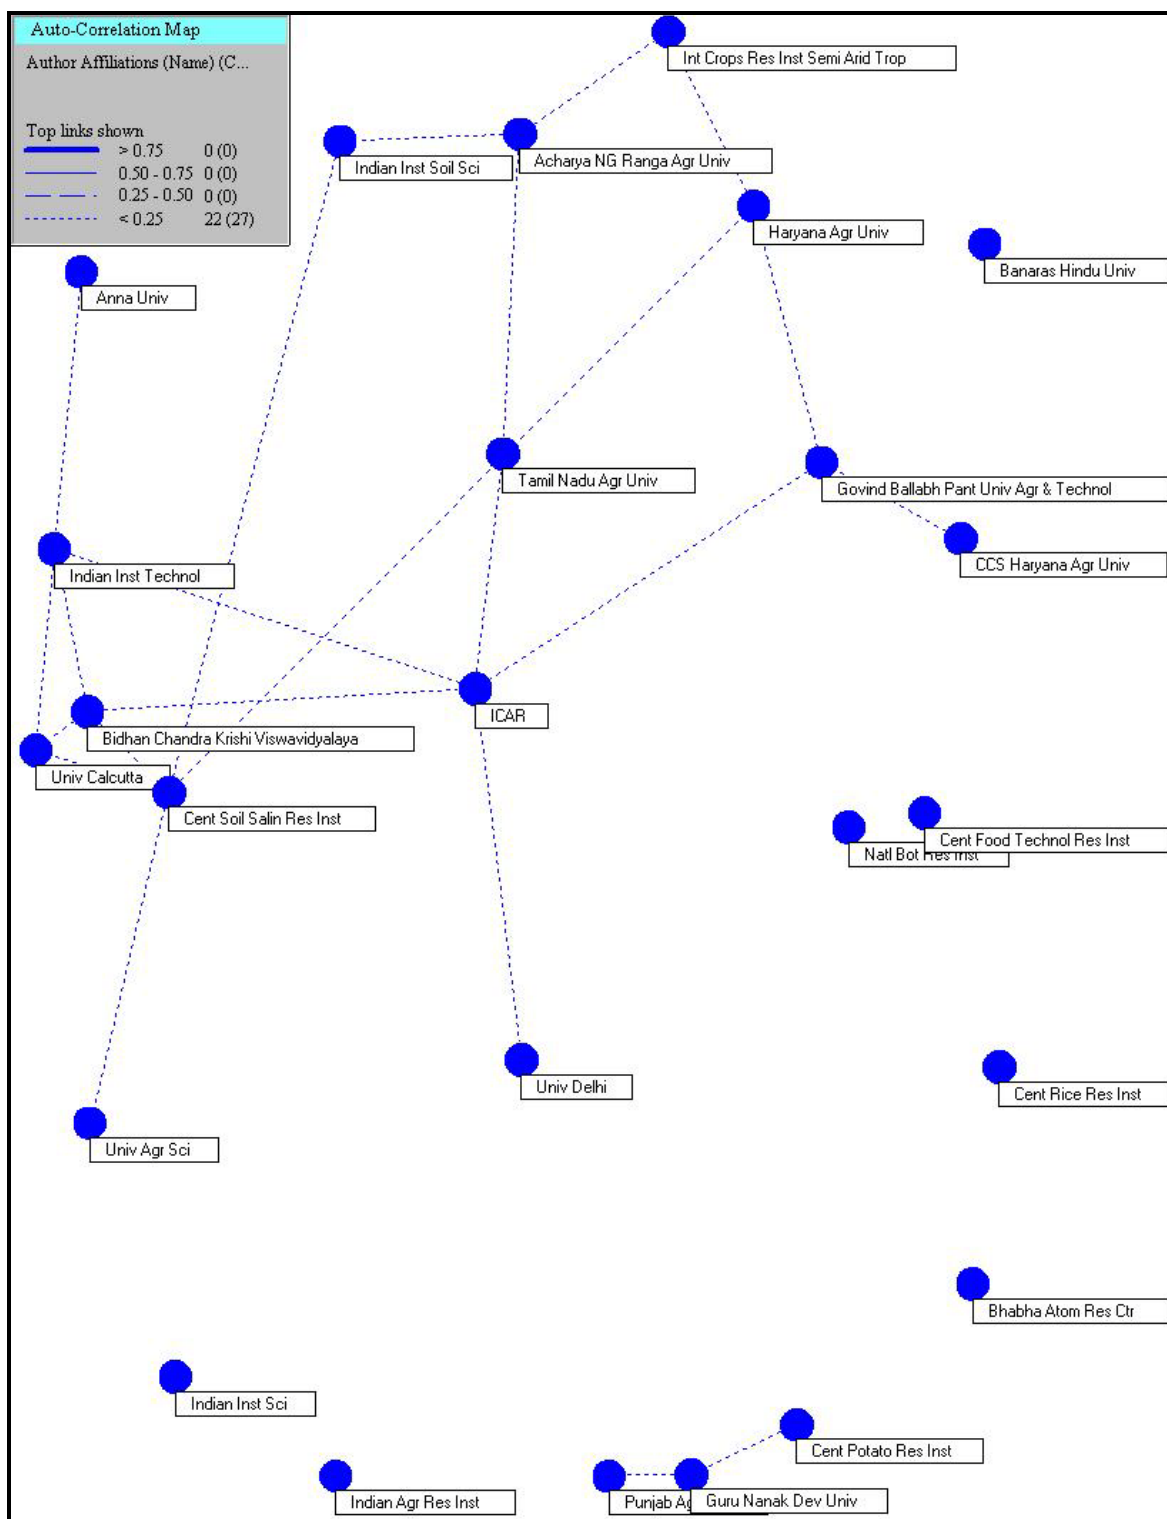 Auto-Correlation Map
Author Affiliations (Name) (C...
Top links shown
> 0.75 0 (0)
0.50 - 0.75 0 (0)
0.25 - 0.50 0 (0)
< 0.25 22 (27)
Int Crops Res Inst Semi Arid Trop
Indian Inst Soil Sci
Acharya NG Ranga Agr Univ
Haryana Agr Univ
Banaras Hindu Univ
Anna Univ
Tamil Nadu Agr Univ
Govind Ballabh Pant Univ Agr & Technol
CCS Haryana Agr Univ
Indian Inst Technol
ICAR
Bidhan Chandra Krishi Viswavidyalaya
Univ Calcutta
Cent Soil Salin Res Inst
Cent Food Technol Res Inst
Natl Bot Res Inst
Univ Delhi
Cent Rice Res Inst
Univ Agr Sci
Bhabha Atom Res Ctr
Indian Inst Sci
Cent Potato Res Inst
Indian Agr Res Inst
Punjab
Guru Nanak Dev Univ